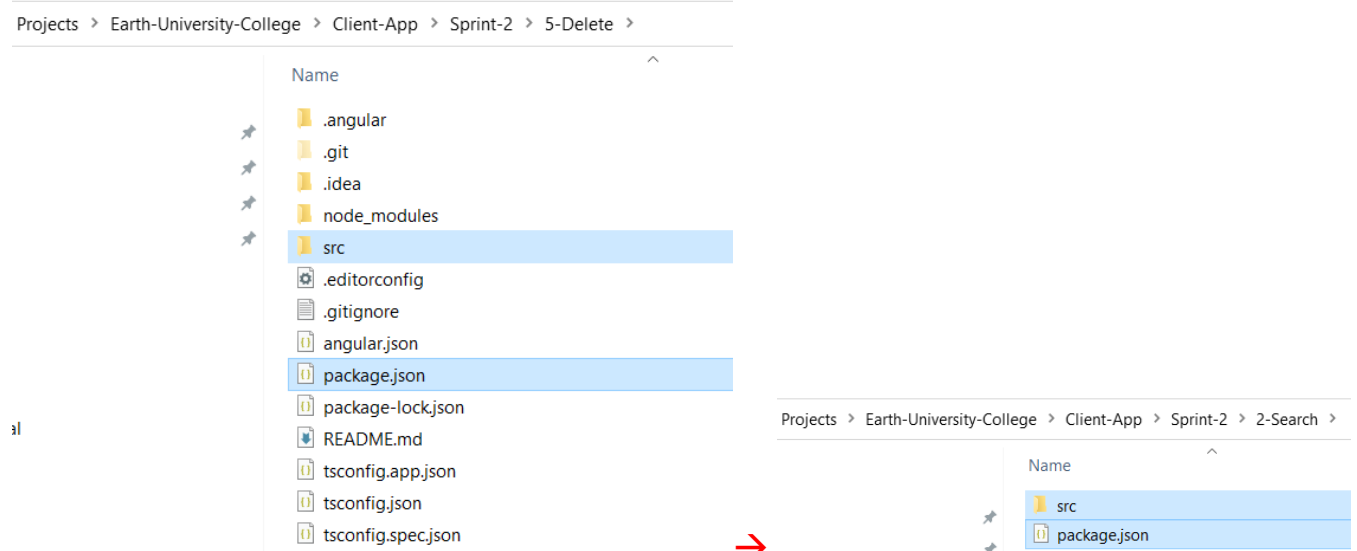 Projects > Earth-University-College > Client-App > Sprint-2 > 5-Delete >
Name
.angular
.git
.idea
node_modules
src
.editorconfig
.gitignore
angular.json
package.json
package-lock.json
README.md
tsconfig.app.json
tsconfig.json
tsconfig.spec.json
al
Projects > Earth-University-College > Client-App > Sprint-2 > 2-Search >
Name
src
package.json